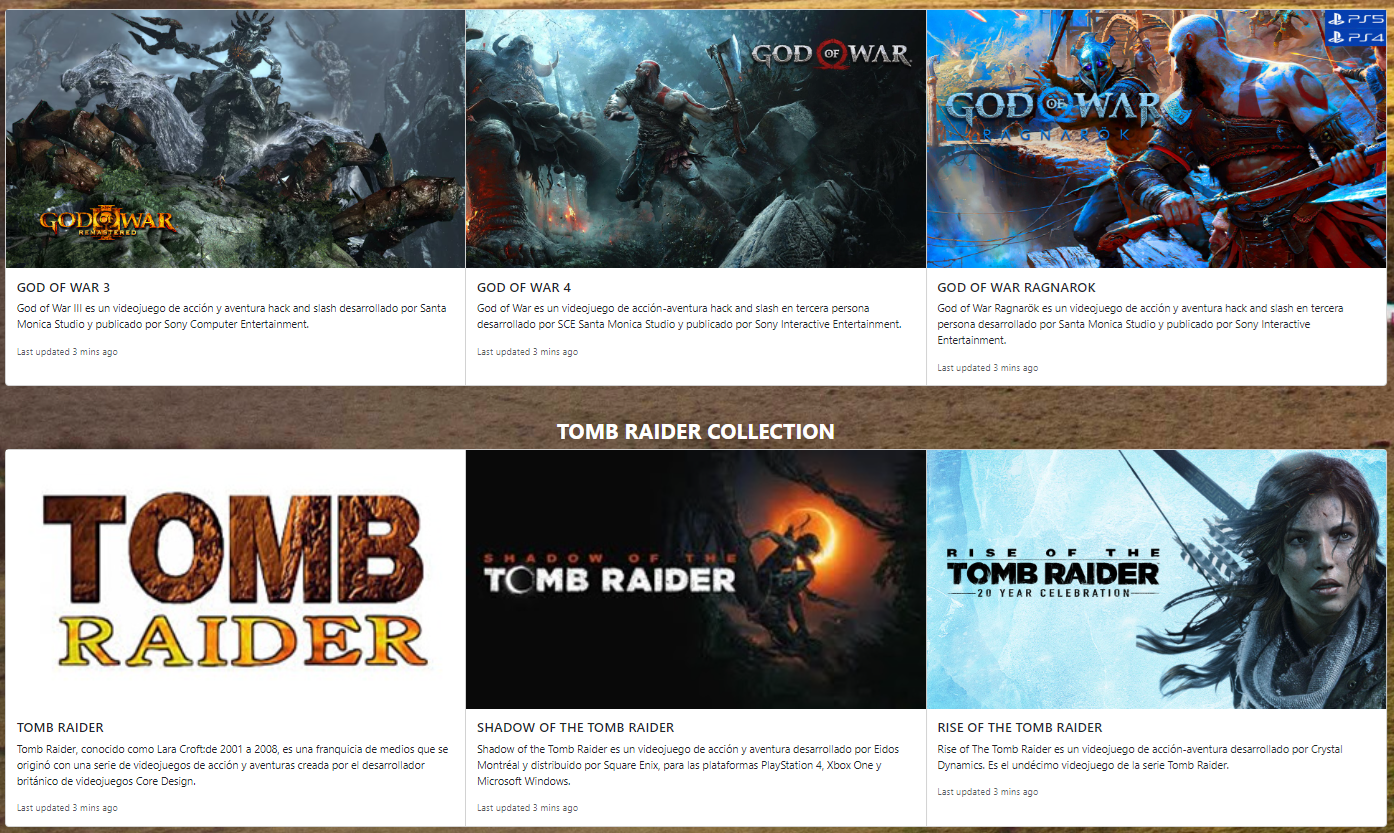 GOD OF WAR
III
REMASTERED
GOD OF WAR
PS5
PS4
GOD OF WAR
RAGNARÖK
GOD OF WAR 3
God of War III es un videojuego de acción y aventura hack and slash desarrollado por Santa
Monica Studio y publicado por Sony Computer Entertainment.
Last updated 3 mins ago
GOD OF WAR 4
God of War es un videojuego de acción-aventura hack and slash en tercera persona
desarrollado por SCE Santa Monica Studio y publicado por Sony Interactive Entertainment.
Last updated 3 mins ago
GOD OF WAR RAGNAROK
God of War Ragnarök es un videojuego de acción y aventura hack and slash en tercera
persona desarrollado por Santa Monica Studio y publicado por Sony Interactive
Entertainment.
Last updated 3 mins ago
TOMB RAIDER COLLECTION
TOMB
RAIDER
SHADOW OF THE
TOMB RAIDER
RISE OF THE
TOMB RAIDER
20 YEAR CELEBRATION
TOMB RAIDER
Tomb Raider, conocido como Lara Croft:de 2001 a 2008, es una franquicia de medios que se
originó con una serie de videojuegos de acción y aventuras creada por el desarrollador
británico de videojuegos Core Design.
Last updated 3 mins ago
SHADOW OF THE TOMB RAIDER
Shadow of the Tomb Raider es un videojuego de acción y aventura desarrollado por Eidos
Montréal y distribuido por Square Enix, para las plataformas PlayStation 4, Xbox One y
Microsoft Windows.
Last updated 3 mins ago
RISE OF THE TOMB RAIDER
Rise of The Tomb Raider es un videojuego de acción-aventura desarrollado por Crystal
Dynamics. Es el undécimo videojuego de la serie Tomb Raider.
Last updated 3 mins ago